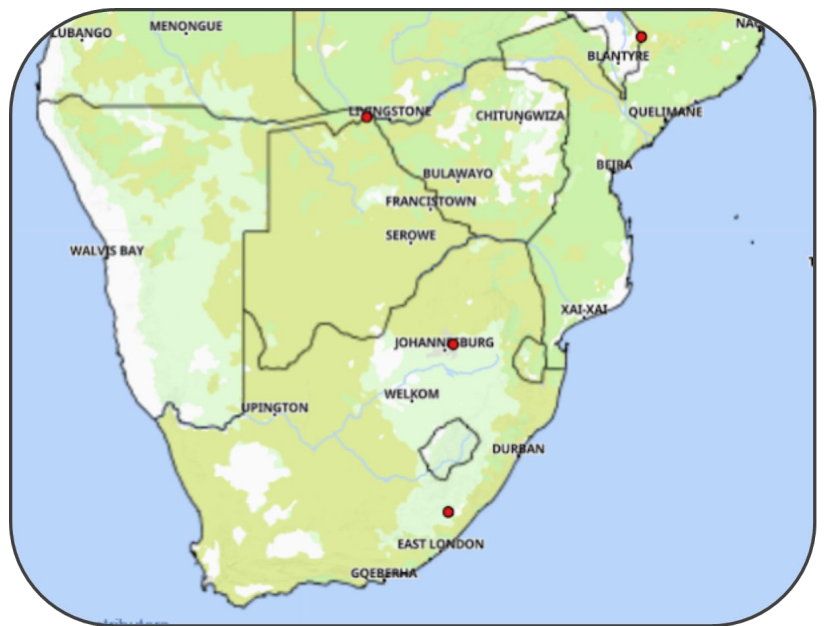 LUBANGO
MENONGUE
NAC
BLANTYRE
LIVINGSTONE
CHITUNGWIZA
QUELIMANE
BEIRA
BULAWAYO
FRANCISTOWN
SEROWE
WALVIS BAY
XAI-XAI
JOHANNESBURG
WELKOM
UPINGTON
DURBAN
EAST LONDON
GQEBERHA